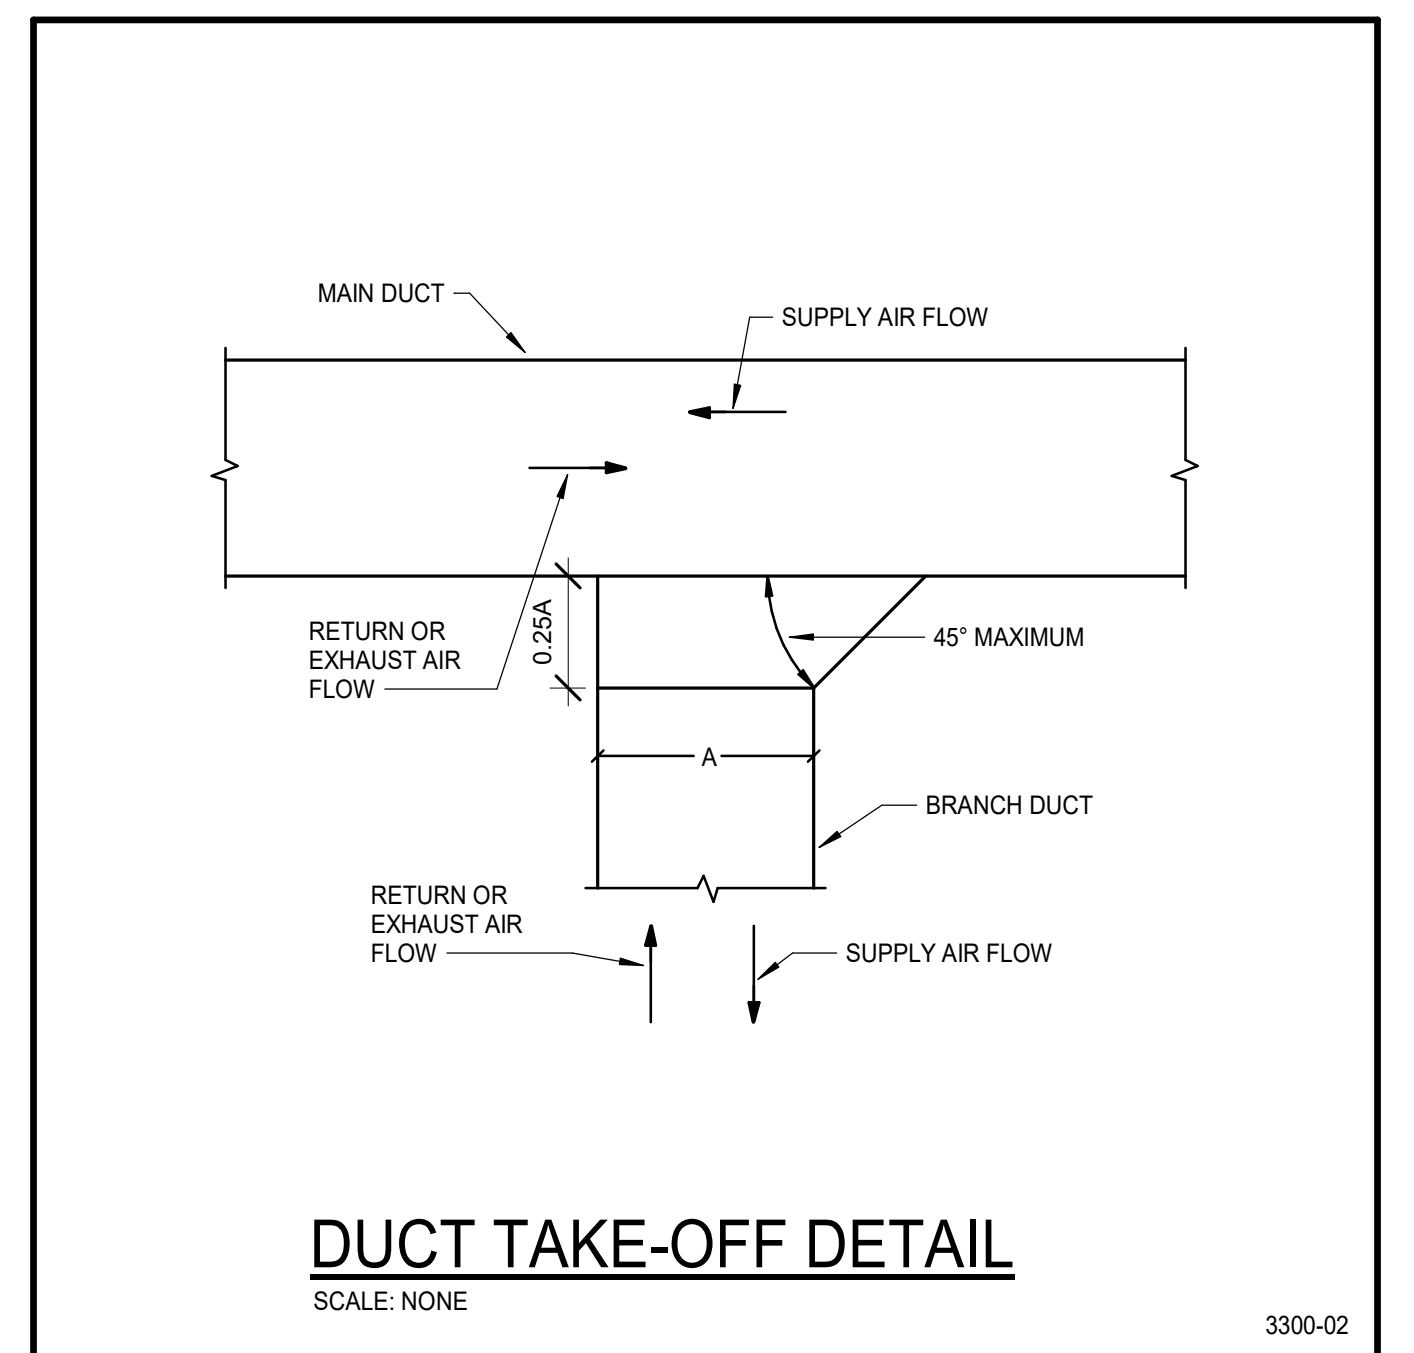 MAIN DUCT
SUPPLY AIR FLOW
RETURN OR
EXHAUST AIR
FLOW
0.25A
45° MAXIMUM
A
BRANCH DUCT
RETURN OR
EXHAUST AIR
FLOW
SUPPLY AIR FLOW
DUCT TAKE-OFF DETAIL
SCALE: NONE
3300-02